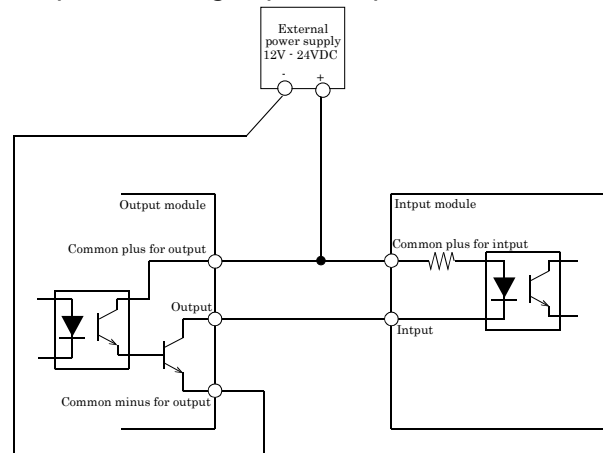 External
power supply
12V - 24VDC
- +
Output module
Intput module
Common plus for output
Common plus for intput
Output
Intput
Common minus for output